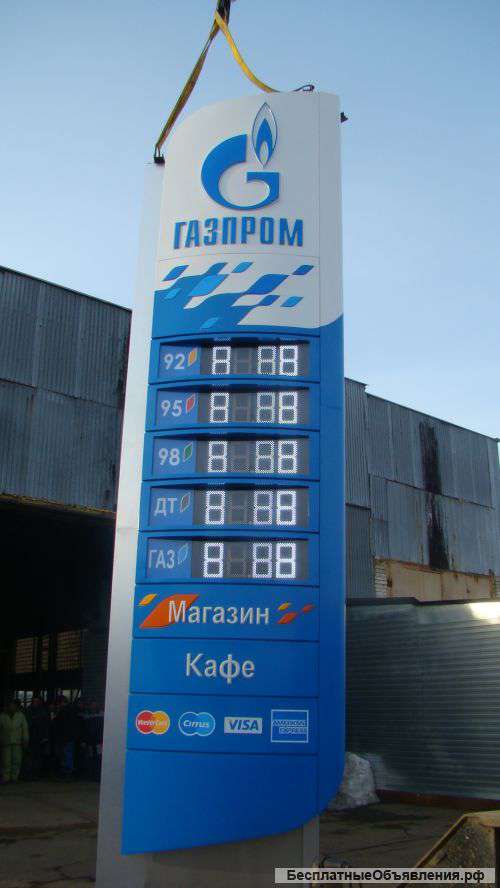 ГАЗПРОМ
92 8 88
95 8 88
98 8 88
ДТ 8 88
ГАЗ 8 88
Магазин
Кафе
MasterCard Cirrus VISA AMERICAN EXPRESS
БесплатныеОбъявления.рф